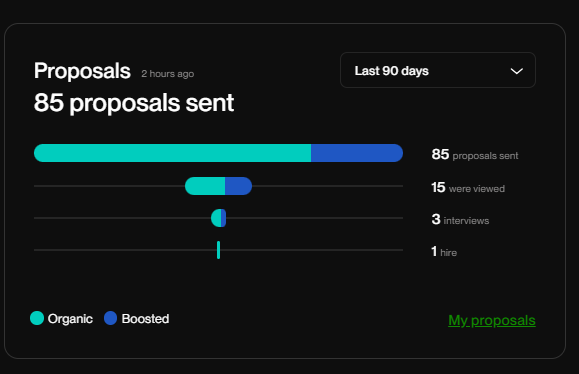 Proposals 2 hours ago
Last 90 days
85 proposals sent
85 proposals sent
15 were viewed
3 interviews
1 hire
Organic Boosted
My proposals